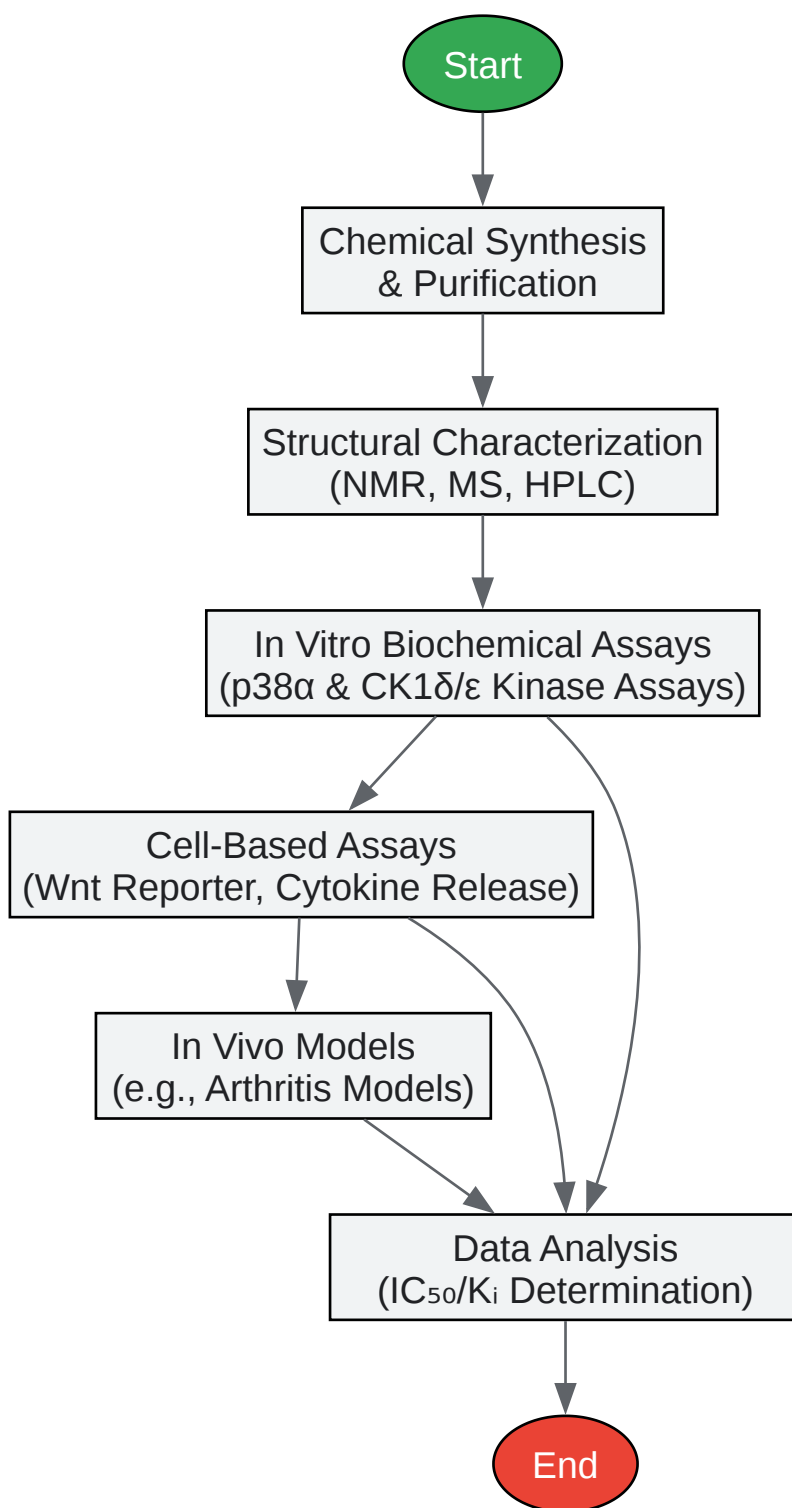 Start
Chemical Synthesis
& Purification
Structural Characterization
(NMR, MS, HPLC)
In Vitro Biochemical Assays
(p38α & CK1δ/ε Kinase Assays)
Cell-Based Assays
(Wnt Reporter, Cytokine Release)
In Vivo Models
(e.g., Arthritis Models)
Data Analysis
(IC₅₀/Kᵢ Determination)
End